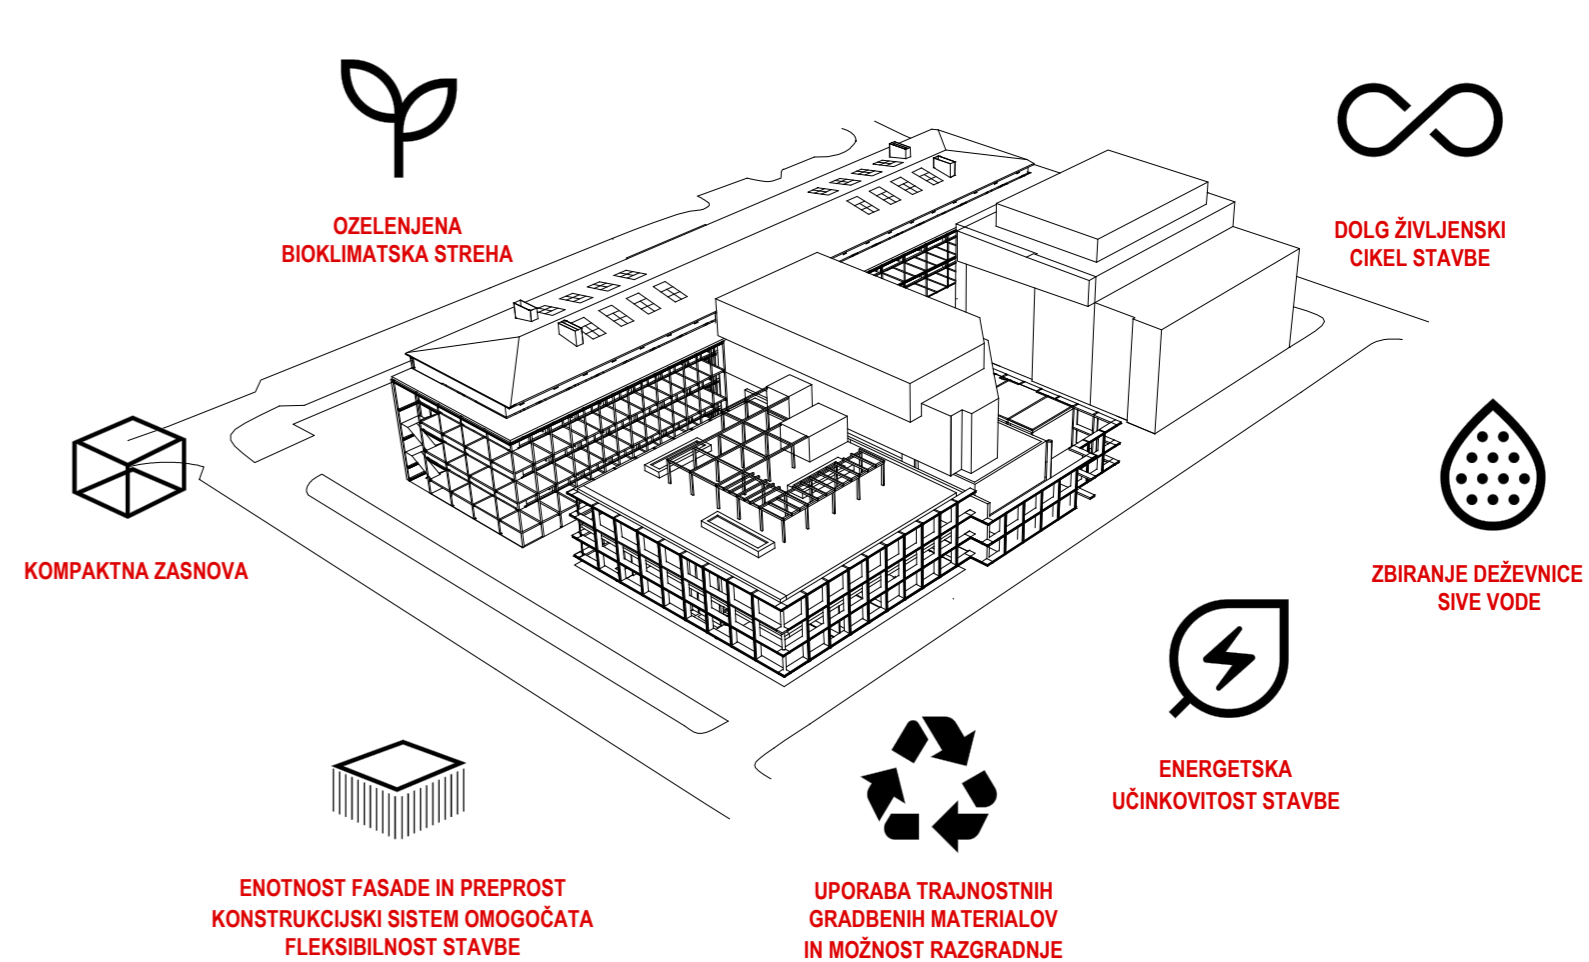 OZELENJENA
BIOKLIMATSKA STREHA
DOLG ŽIVLJENSKI
CIKEL STAVBE
KOMPAKTNA ZASNOVA
ZBIRANJE DEŽEVNICE
SIVE VODE
ENERGETSKA
UČINKOVITOST STAVBE
ENOTNOST FASADE IN PREPROST
KONSTRUKCIJSKI SISTEM OMOGOČATA
FLEKSIBILNOST STAVBE
UPORABA TRAJNOSTNIH
GRADBENIH MATERIALOV
IN MOŽNOST RAZGRADNJE